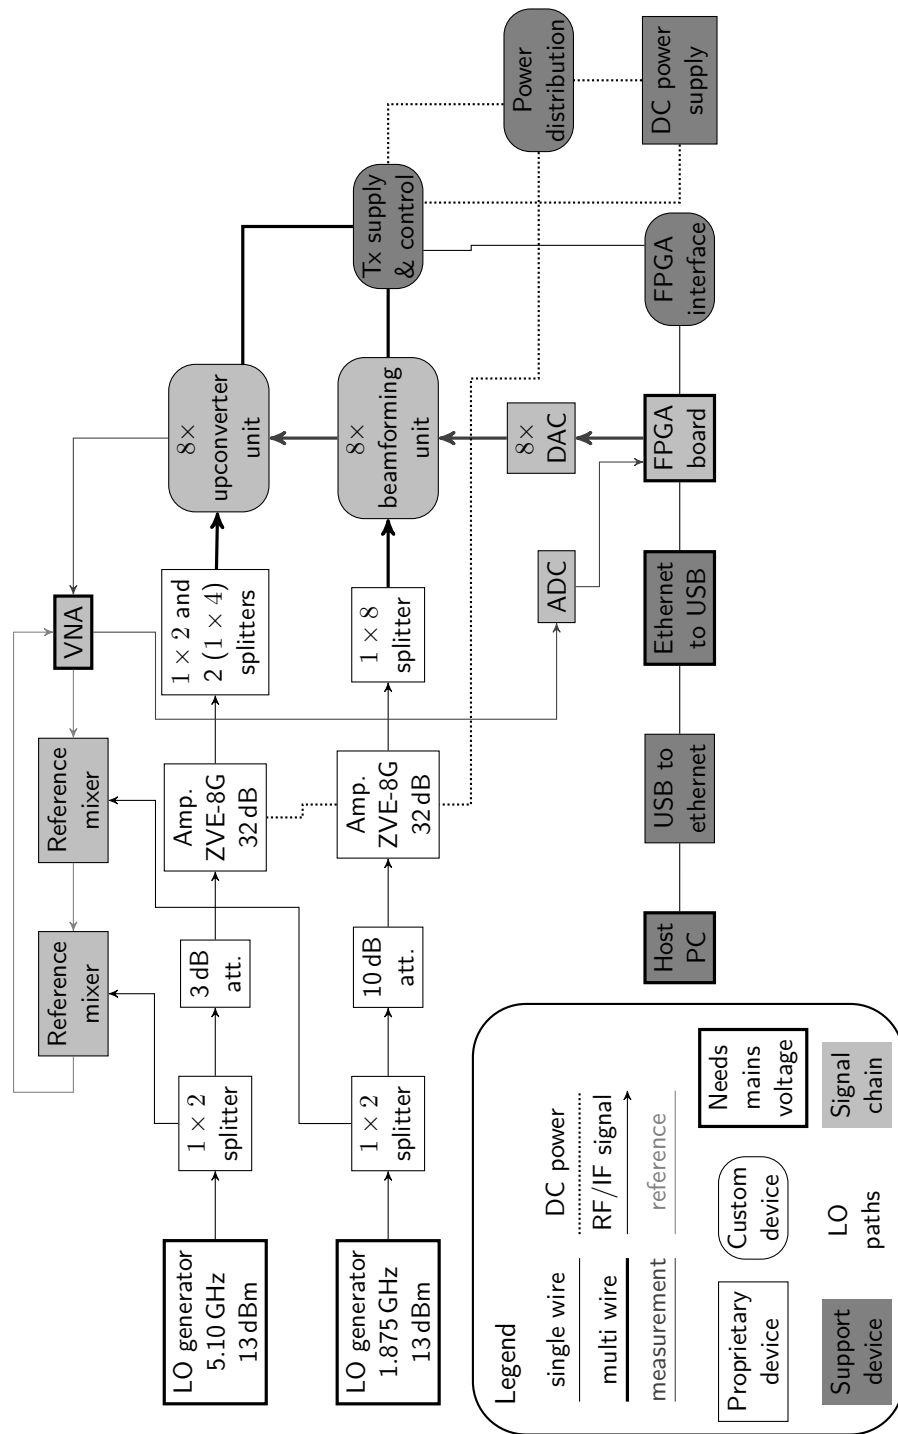 LO generator
5.10 GHz
13 dBm
1 × 2
splitter
3 dB
att.
Amp.
ZVE-8G
32 dB
1 × 2 and
2 (1 × 4)
splitters
8×
upconverter
unit
Reference
mixer
Reference
mixer
VNA
LO generator
1.875 GHz
13 dBm
1 × 2
splitter
10 dB
att.
Amp.
ZVE-8G
32 dB
1 × 8
splitter
8×
beamforming
unit
Tx supply
& control
Power
distribution
DC power
supply
ADC
8×
DAC
Host
PC
USB to
ethernet
Ethernet
to USB
FPGA
board
FPGA
interface
Legend
single wire
DC power
multi wire
RF/IF signal
measurement
reference
Proprietary
device
Custom
device
Needs
mains
voltage
Support
device
LO
paths
Signal
chain